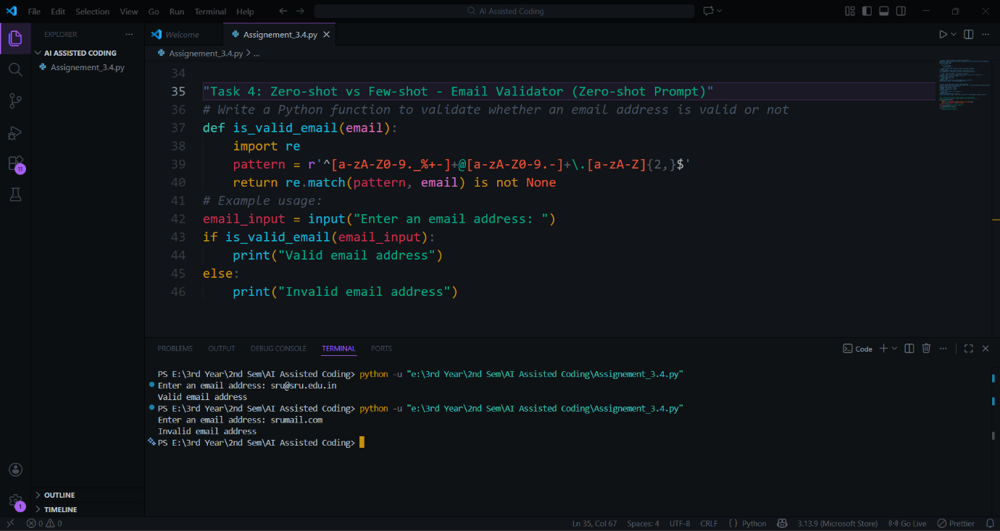 File Edit Selection View Go Run Terminal Help
AI Assisted Coding
EXPLORER
AI ASSISTED CODING
Assignement_3.4.py
Welcome
Assignement_3.4.py
Assignement_3.4.py > ...
34
35 "Task 4: Zero-shot vs Few-shot - Email Validator (Zero-shot Prompt)"
36 # Write a Python function to validate whether an email address is valid or not
37 def is_valid_email(email):
38     import re
39     pattern = r'^[a-zA-Z0-9._%+-]+@[a-zA-Z0-9.-]+\.[a-zA-Z]{2,}$'
40     return re.match(pattern, email) is not None
41 # Example usage:
42 email_input = input("Enter an email address: ")
43 if is_valid_email(email_input):
44     print("Valid email address")
45 else:
46     print("Invalid email address")
PROBLEMS OUTPUT DEBUG CONSOLE TERMINAL PORTS
Code
PS E:\3rd Year\2nd Sem\AI Assisted Coding> python -u "e:\3rd Year\2nd Sem\AI Assisted Coding\Assignement_3.4.py"
Enter an email address: sru@sru.edu.in
Valid email address
PS E:\3rd Year\2nd Sem\AI Assisted Coding> python -u "e:\3rd Year\2nd Sem\AI Assisted Coding\Assignement_3.4.py"
Enter an email address: srumail.com
Invalid email address
PS E:\3rd Year\2nd Sem\AI Assisted Coding>
11
1
OUTLINE
TIMELINE
0 0
Ln 35, Col 67 Spaces: 4 UTF-8 CRLF { } Python 3.13.9 (Microsoft Store) Go Live Prettier